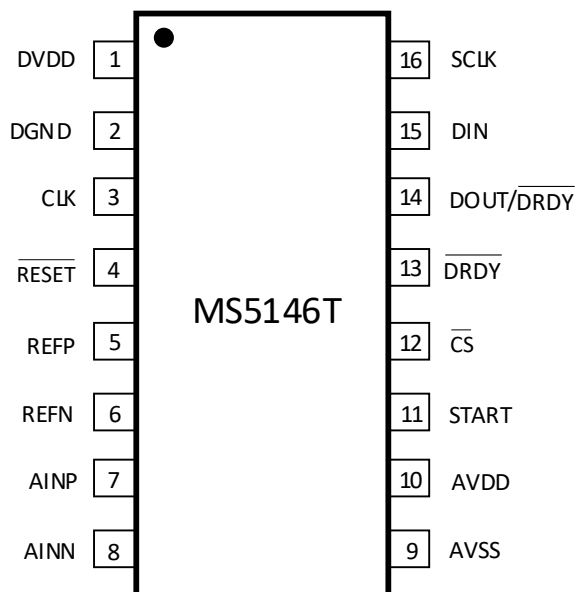 DVDD 1 16 SCLK
DGND 2 15 DIN
CLK 3 14 DOUT/DRDY
RESET 4 13 DRDY
MS5146T
REFP 5 12 CS
REFN 6 11 START
AINP 7 10 AVDD
AINN 8 9 AVSS